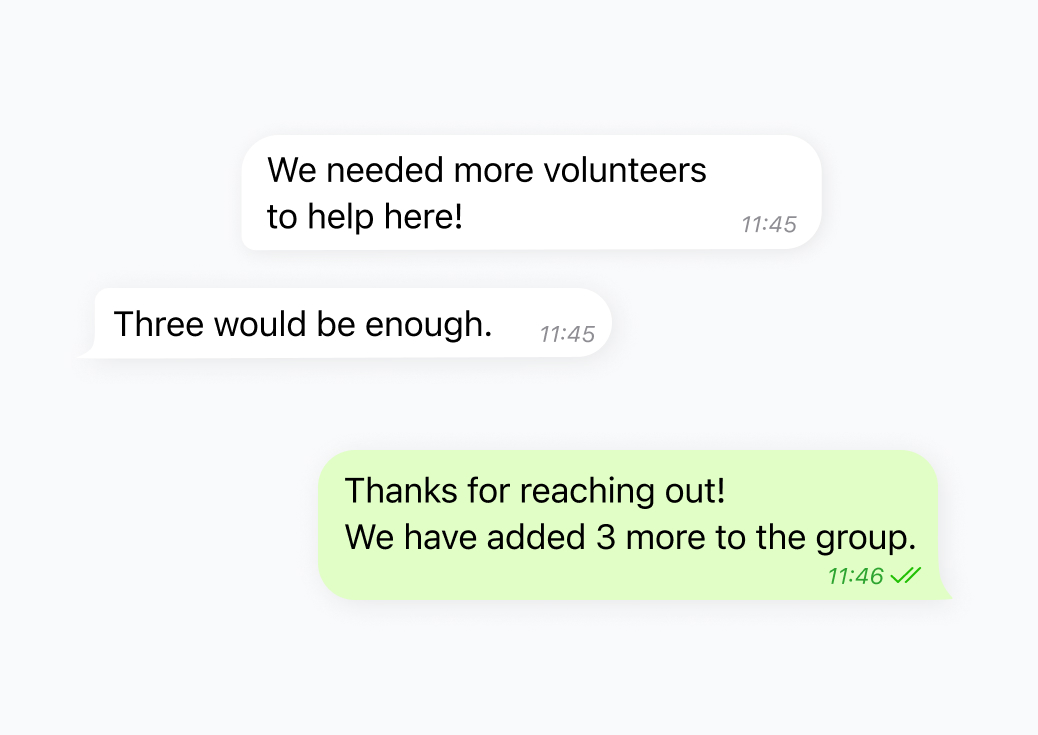 We needed more volunteers
to help here!
11:45
Three would be enough.
11:45
Thanks for reaching out!
We have added 3 more to the group.
11:46